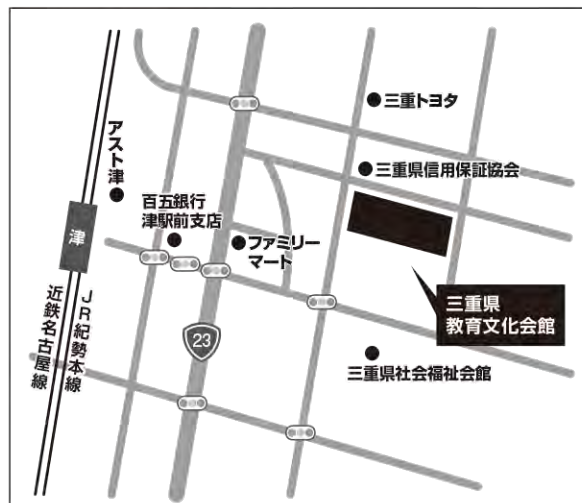 三重トヨタ
アスト津
三重県信用保証協会
百五銀行
津駅前支店
津
ファミリー
マート
三重県
教育文化会館
JR紀勢本線
近鉄名古屋線
23
三重県社会福祉会館